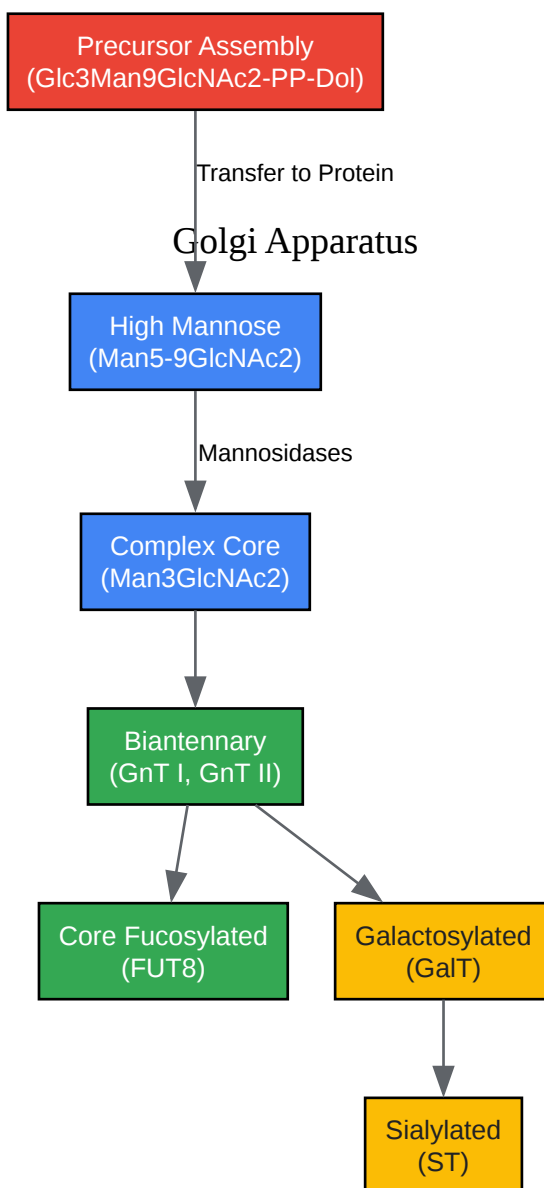 Precursor Assembly
(Glc3Man9GlcNAc2-PP-Dol)
Transfer to Protein
Golgi Apparatus
High Mannose
(Man5-9GlcNAc2)
Mannosidases
Complex Core
(Man3GlcNAc2)
Biantennary
(GnT I, GnT II)
Core Fucosylated
(FUT8)
Galactosylated
(GalT)
Sialylated
(ST)